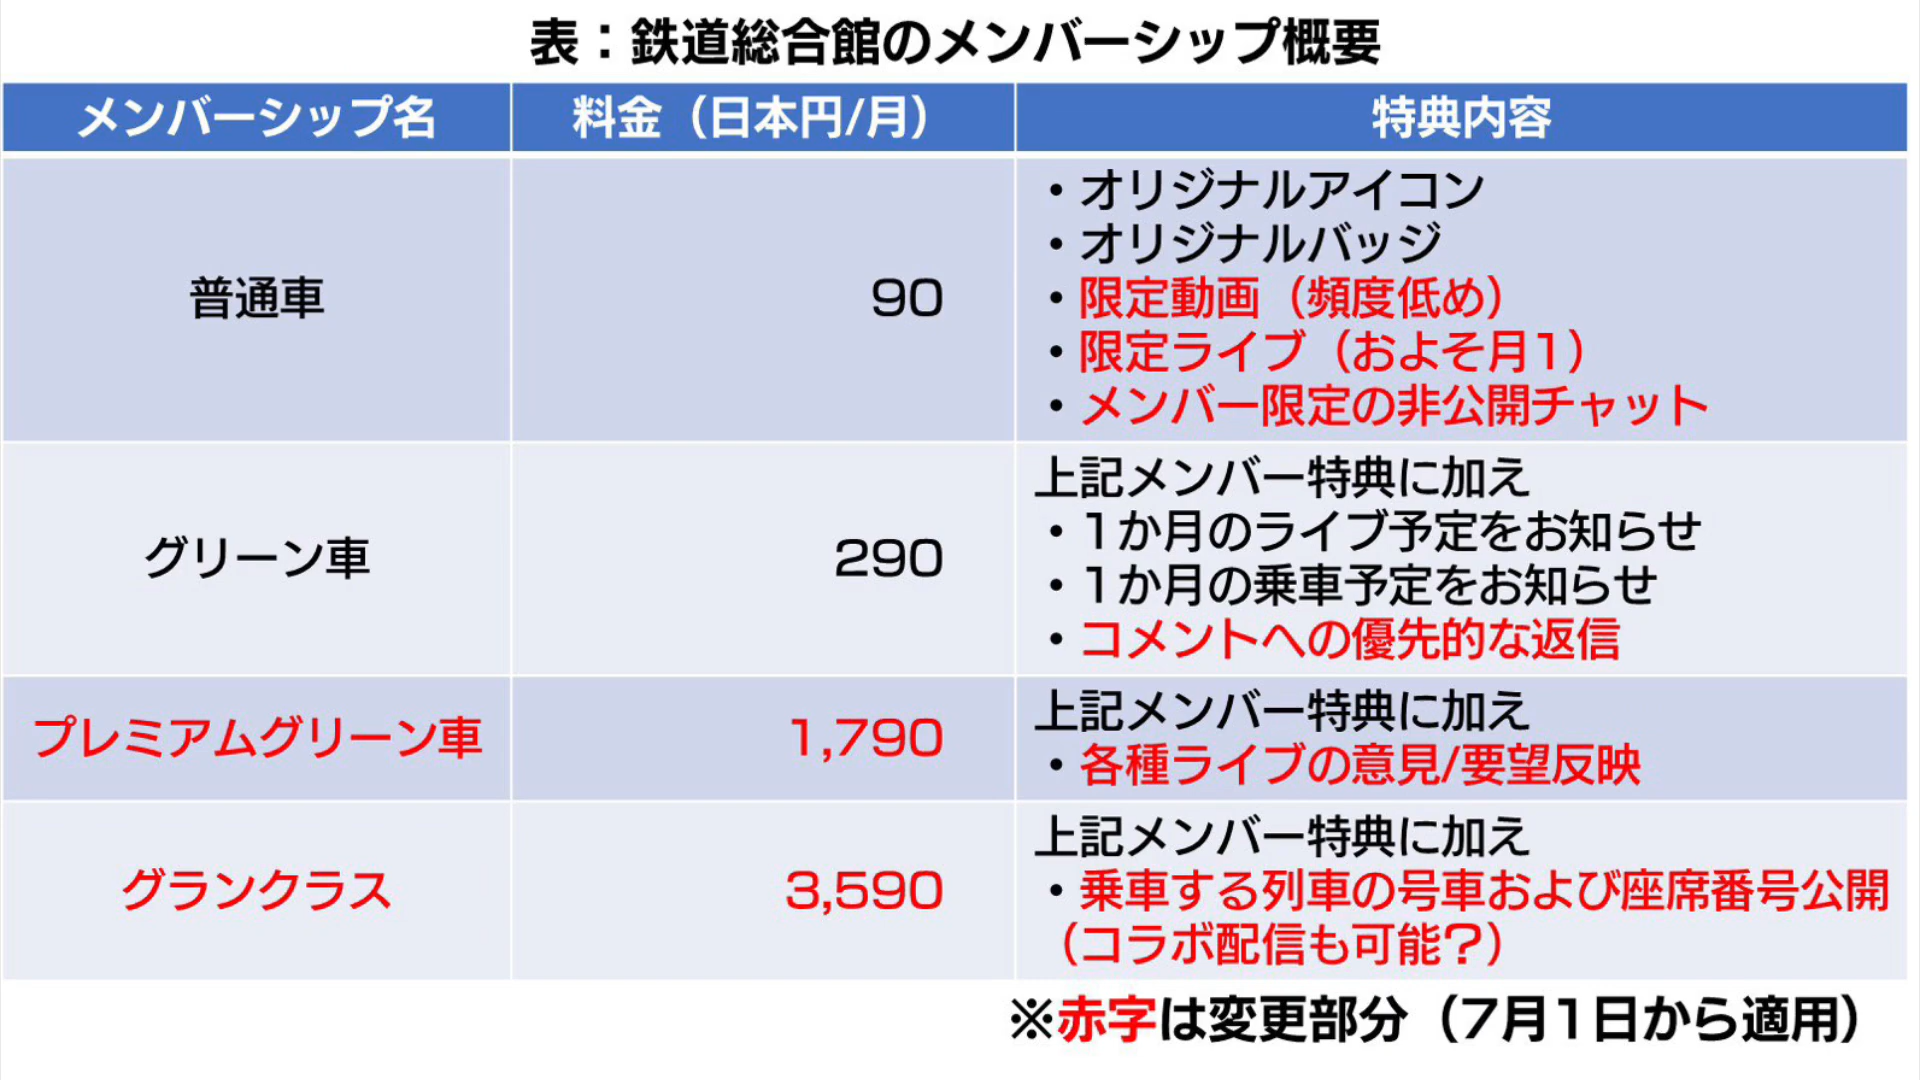 表：鉄道総合館のメンバーシップ概要
メンバーシップ名
料金（日本円/月）
特典内容
普通車
90
・オリジナルアイコン
・オリジナルバッジ
・限定動画（頻度低め）
・限定ライブ（およそ月1）
・メンバー限定の非公開チャット
グリーン車
290
上記メンバー特典に加え
・1か月のライブ予定をお知らせ
・1か月の乗車予定をお知らせ
・コメントへの優先的な返信
プレミアムグリーン車
1,790
上記メンバー特典に加え
・各種ライブの意見/要望反映
グランクラス
3,590
上記メンバー特典に加え
・乗車する列車の号車および座席番号公開
（コラボ配信も可能？）
※赤字は変更部分（7月1日から適用）